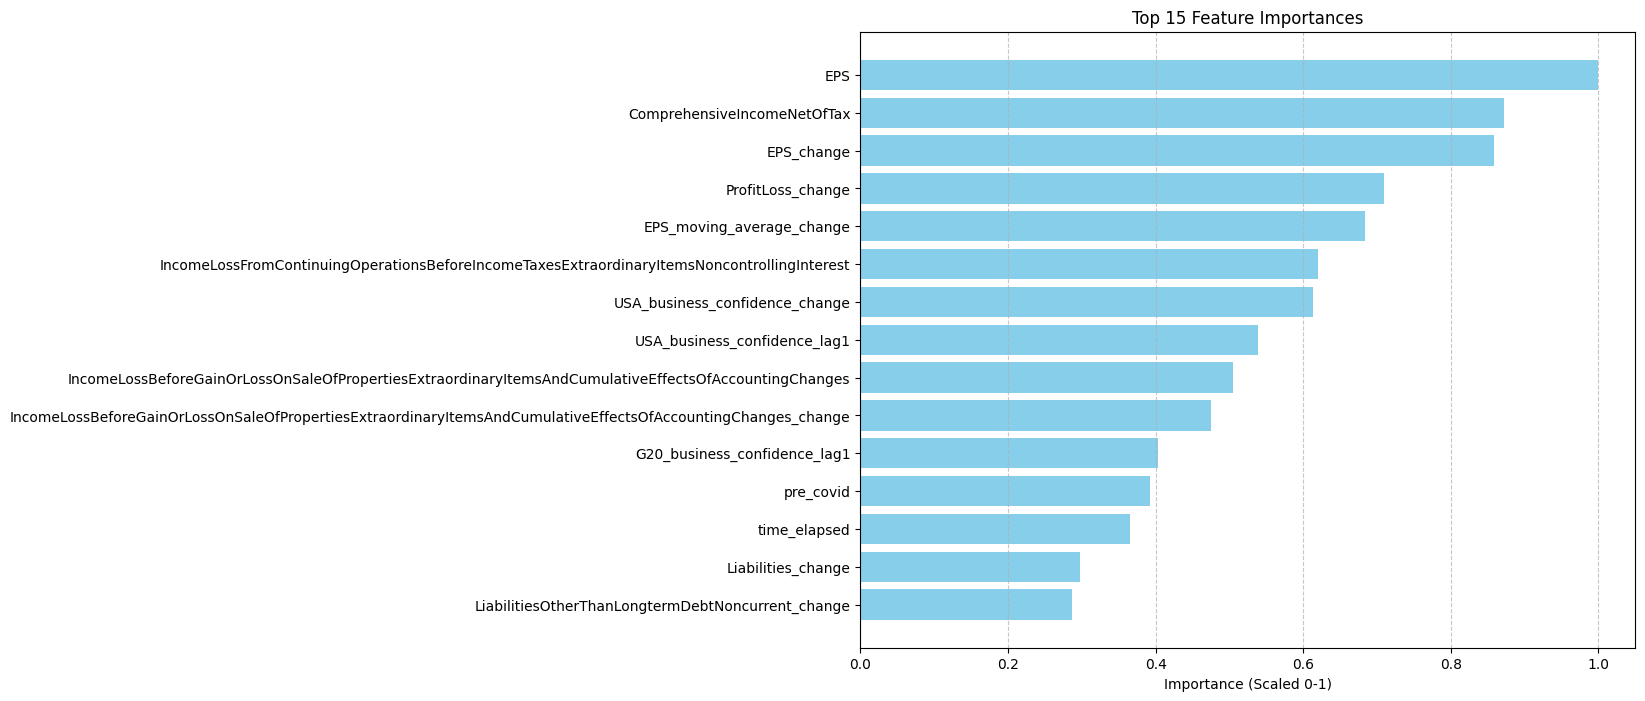 Top 15 Feature Importances
EPS
ComprehensiveIncomeNetOfTax
EPS_change
ProfitLoss_change
EPS_moving_average_change
IncomeLossFromContinuingOperationsBeforeIncomeTaxesExtraordinaryItemsNoncontrollingInterest
USA_business_confidence_change
USA_business_confidence_lag1
IncomeLossBeforeGainOrLossOnSaleOfPropertiesExtraordinaryItemsAndCumulativeEffectsOfAccountingChanges
IncomeLossBeforeGainOrLossOnSaleOfPropertiesExtraordinaryItemsAndCumulativeEffectsOfAccountingChanges_change
G20_business_confidence_lag1
pre_covid
time_elapsed
Liabilities_change
LiabilitiesOtherThanLongtermDebtNoncurrent_change
0.0 0.2 0.4 0.6 0.8 1.0
Importance (Scaled 0-1)